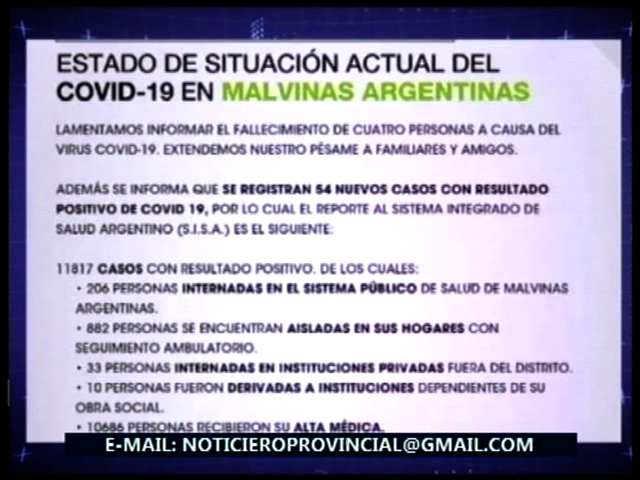 ESTADO DE SITUACIÓN ACTUAL DEL
COVID-19 EN MALVINAS ARGENTINAS
LAMENTAMOS INFORMAR EL FALLECIMIENTO DE CUATRO PERSONAS A CAUSA DEL
VIRUS COVID-19. EXTENDEMOS NUESTRO PÉSAME A FAMILIARES Y AMIGOS.
ADEMÁS SE INFORMA QUE SE REGISTRAN 54 NUEVOS CASOS CON RESULTADO
POSITIVO DE COVID 19, POR LO CUAL EL REPORTE AL SISTEMA INTEGRADO DE
SALUD ARGENTINO (S.I.S.A.) ES EL SIGUIENTE:
11817 CASOS CON RESULTADO POSITIVO. DE LOS CUALES:
• 206 PERSONAS INTERNADAS EN EL SISTEMA PÚBLICO DE SALUD DE MALVINAS
ARGENTINAS.
• 882 PERSONAS SE ENCUENTRAN AISLADAS EN SUS HOGARES CON
SEGUIMIENTO AMBULATORIO.
• 33 PERSONAS INTERNADAS EN INSTITUCIONES PRIVADAS FUERA DEL DISTRITO.
• 10 PERSONAS FUERON DERIVADAS A INSTITUCIONES DEPENDIENTES DE SU
OBRA SOCIAL.
• 10686 PERSONAS RECIBIERON SU ALTA MÉDICA.
E-MAIL: NOTICIEROPROVINCIAL@GMAIL.COM